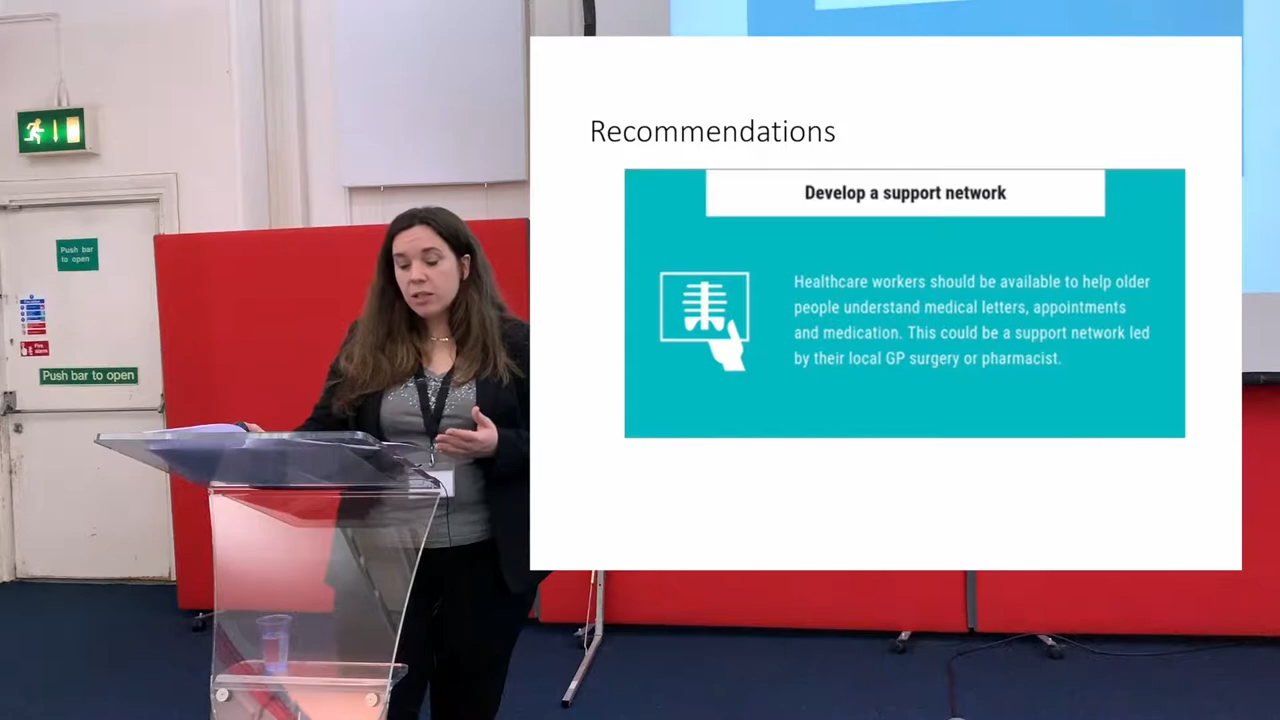 Recommendations
Develop a support network
Healthcare workers should be available to help older
people understand medical letters, appointments
and medication. This could be a support network led
by their local GP surgery or pharmacist.
Push bar
to open
Fire
alarm
Push bar to open